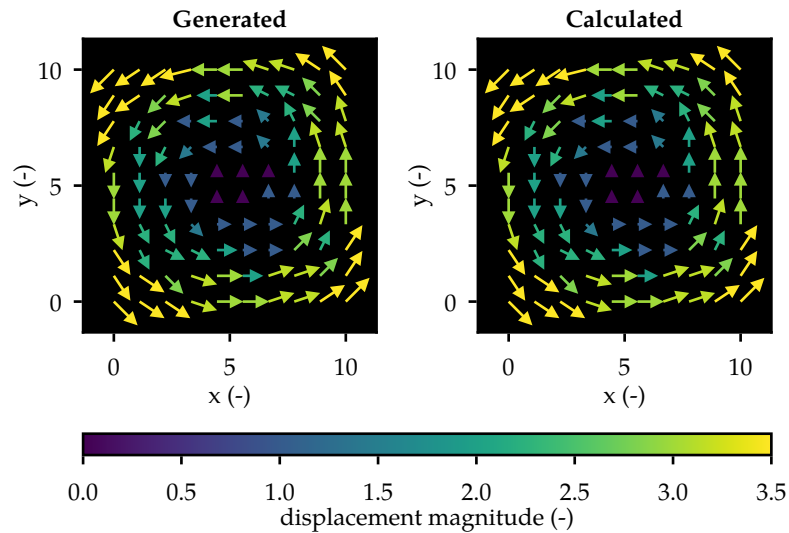 Generated Calculated
10 10
y (-) 5 y (-) 5
0 0
0 5 10 0 5 10
x (-) x (-)
0.0 0.5 1.0 1.5 2.0 2.5 3.0 3.5
displacement magnitude (-)